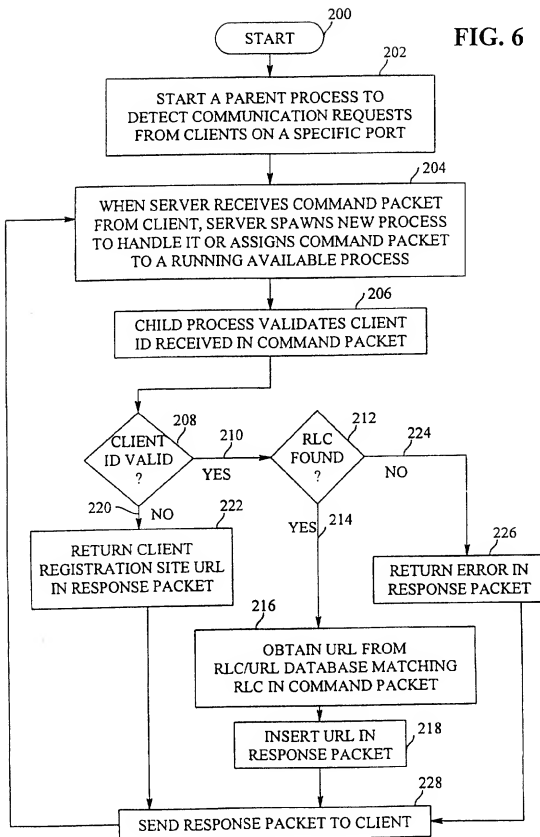 START
200
FIG. 6
202
START A PARENT PROCESS TO
DETECT COMMUNICATION REQUESTS
FROM CLIENTS ON A SPECIFIC PORT
204
WHEN SERVER RECEIVES COMMAND PACKET
FROM CLIENT, SERVER SPAWNS NEW PROCESS
TO HANDLE IT OR ASSIGNS COMMAND PACKET
TO A RUNNING AVAILABLE PROCESS
206
CHILD PROCESS VALIDATES CLIENT
ID RECEIVED IN COMMAND PACKET
208
CLIENT
ID VALID
?
210
YES
212
RLC
FOUND
?
224
NO
220
NO
222
RETURN CLIENT
REGISTRATION SITE URL
IN RESPONSE PACKET
YES
214
226
RETURN ERROR IN
RESPONSE PACKET
216
OBTAIN URL FROM
RLC/URL DATABASE MATCHING
RLC IN COMMAND PACKET
INSERT URL IN
RESPONSE PACKET
218
228
SEND RESPONSE PACKET TO CLIENT